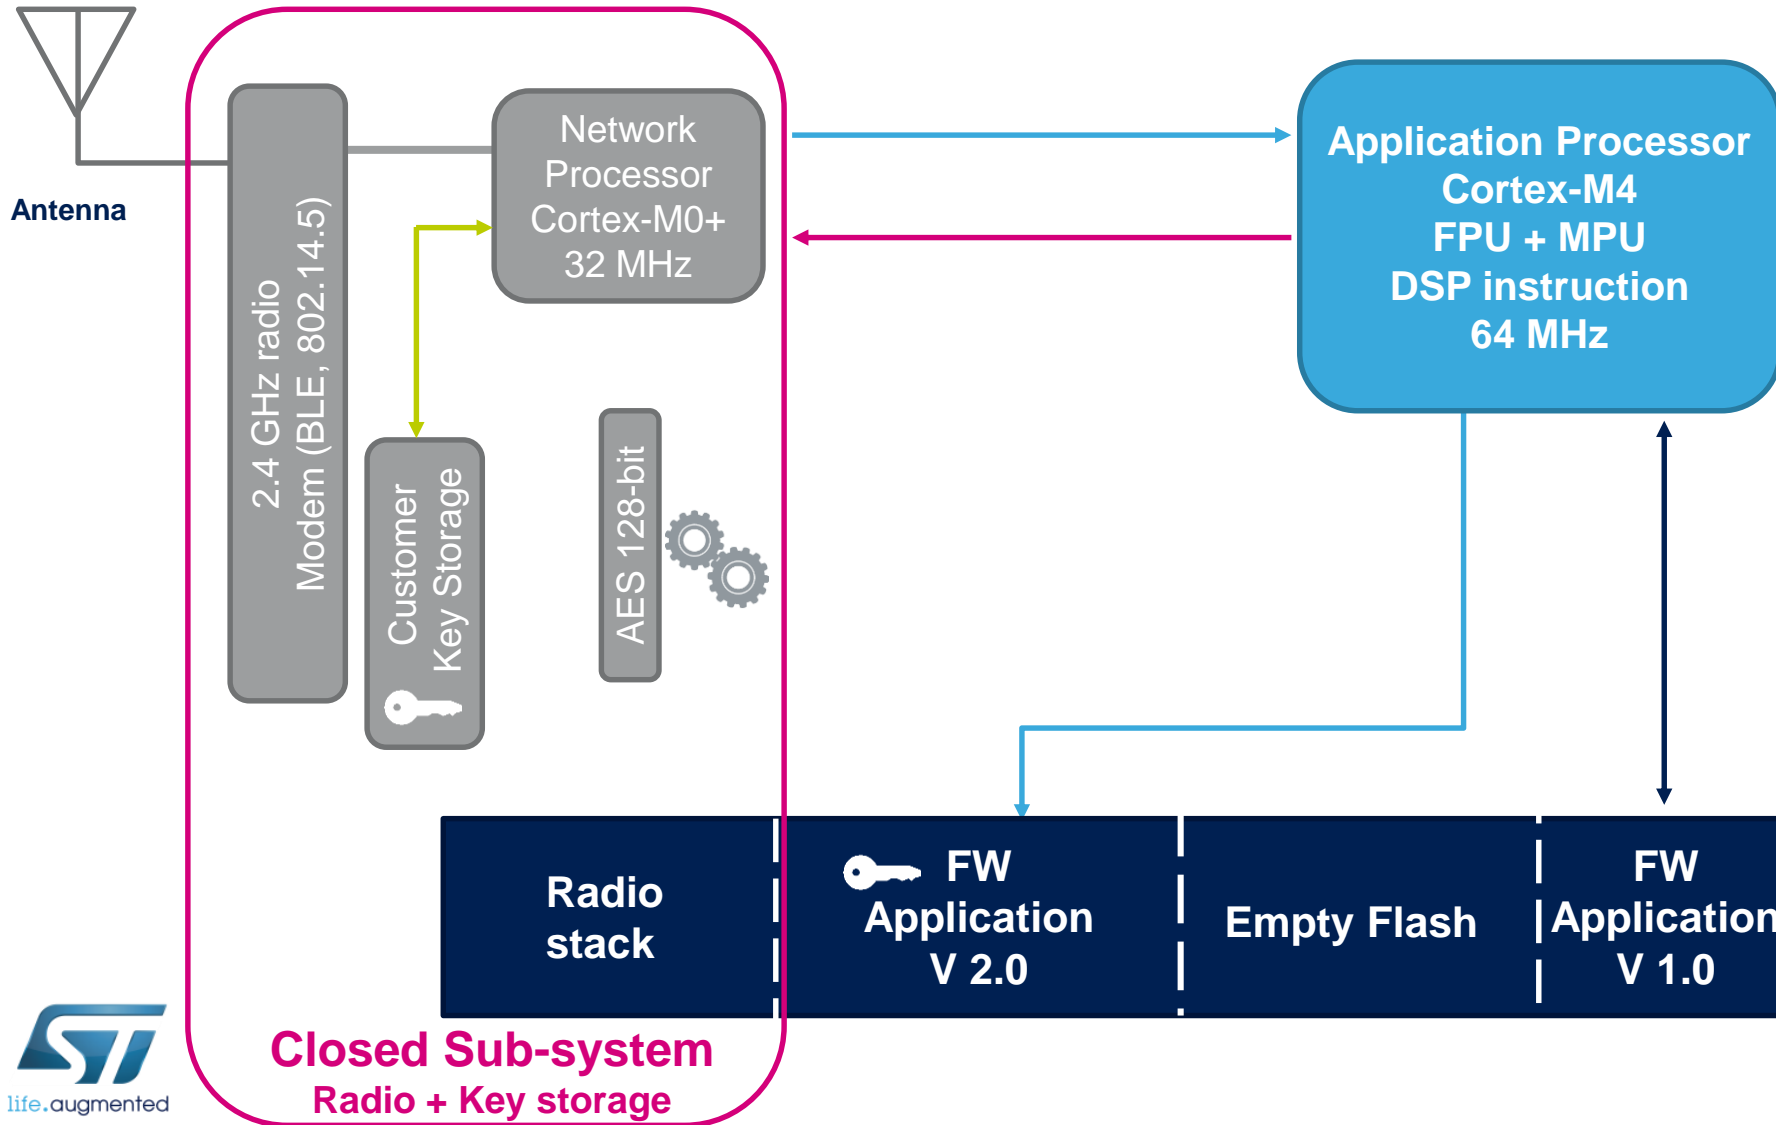 Antenna
2.4 GHz radio
Modem (BLE, 802.14.5)
Network
Processor
Cortex-M0+
32 MHz
Customer
Key Storage
AES 128-bit
Application Processor
Cortex-M4
FPU + MPU
DSP instruction
64 MHz
Radio
stack
FW
Application
V 2.0
Empty Flash
FW
Application
V 1.0
Closed Sub-system
Radio + Key storage
ST
life.augmented